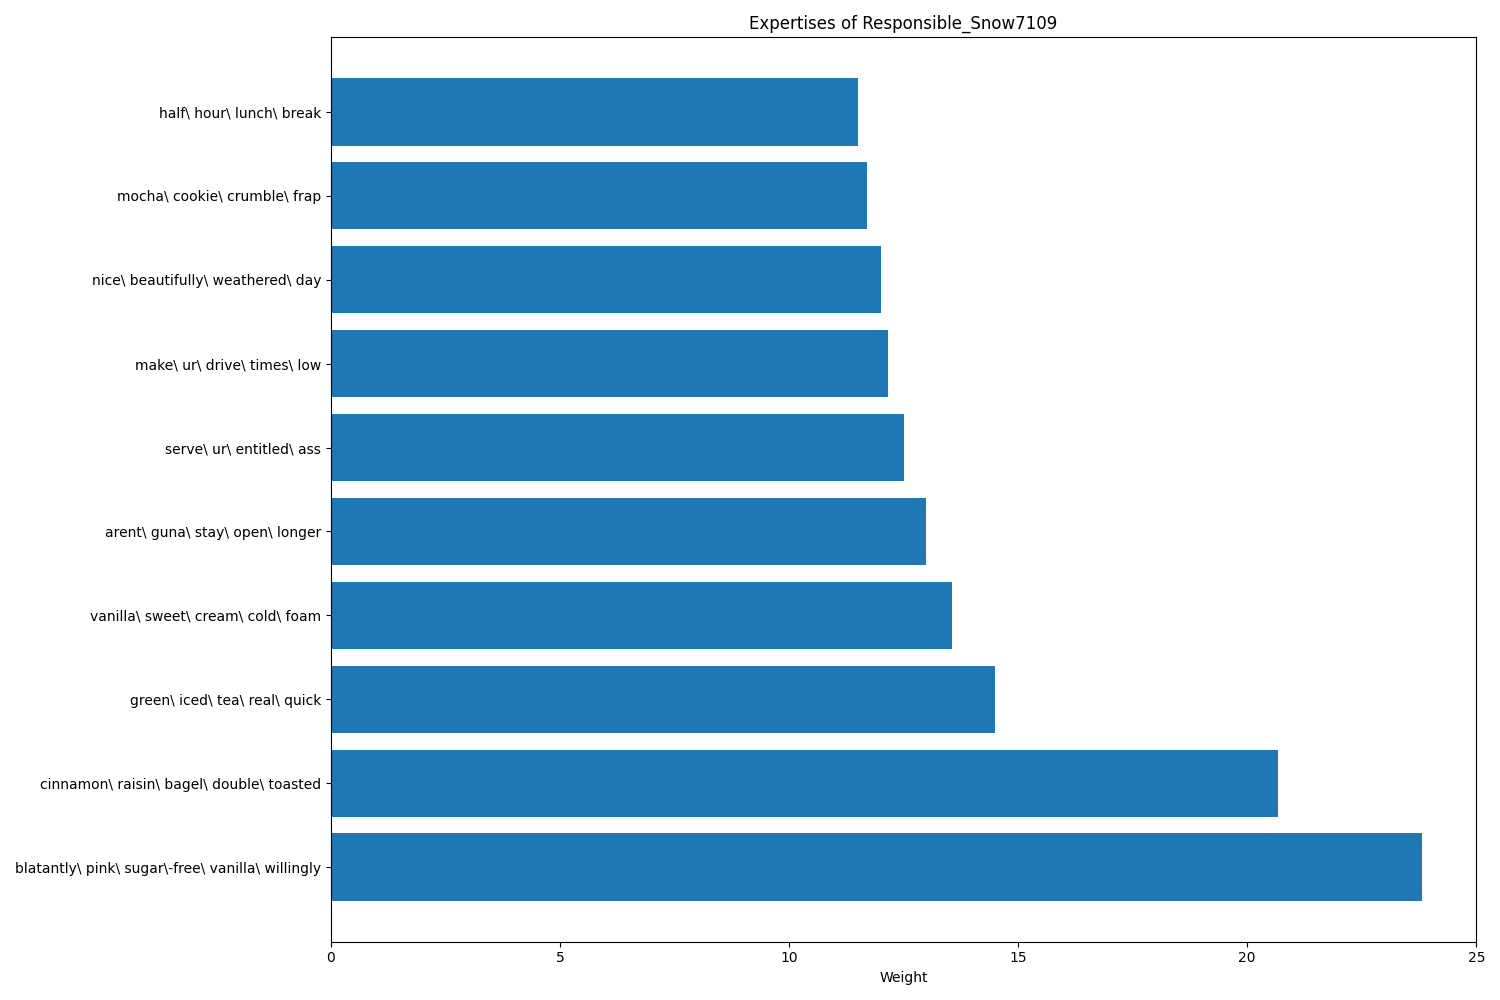 Expertises of Responsible_Snow7109
half\ hour\ lunch\ break
mocha\ cookie\ crumble\ frap
nice\ beautifully\ weathered\ day
make\ ur\ drive\ times\ low
serve\ ur\ entitled\ ass
arent\ guna\ stay\ open\ longer
vanilla\ sweet\ cream\ cold\ foam
green\ iced\ tea\ real\ quick
cinnamon\ raisin\ bagel\ double\ toasted
blatantly\ pink\ sugar\-free\ vanilla\ willingly
0 5 10 15 20 25
Weight